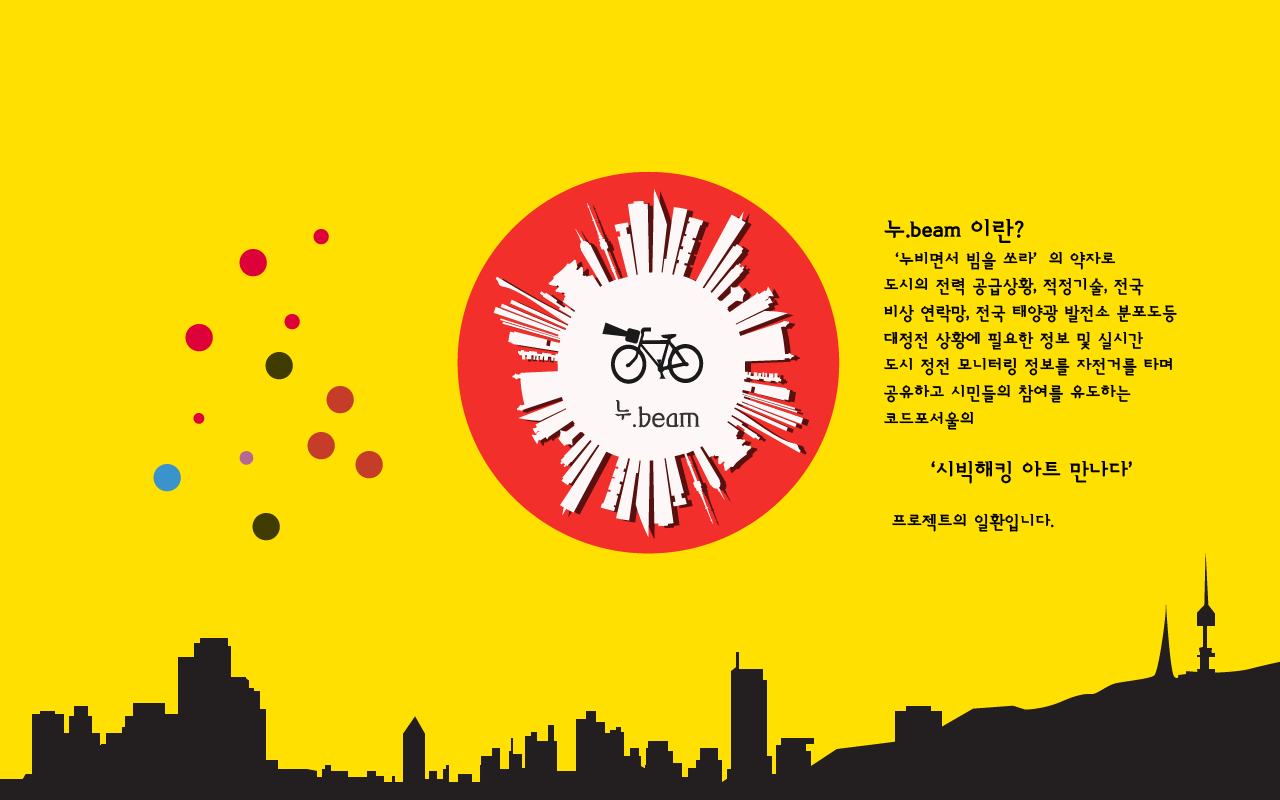 누.beam
누.beam 이란?
‘누비면서 빔을 쏘라’ 의 약자로
도시의 전력 공급상황, 적정기술, 전국
비상 연락망, 전국 태양광 발전소 분포도등
대정전 상황에 필요한 정보 및 실시간
도시 정전 모니터링 정보를 자전거를 타며
공유하고 시민들의 참여를 유도하는
코드포서울의
‘시빅해킹 아트 만나다’
프로젝트의 일환입니다.